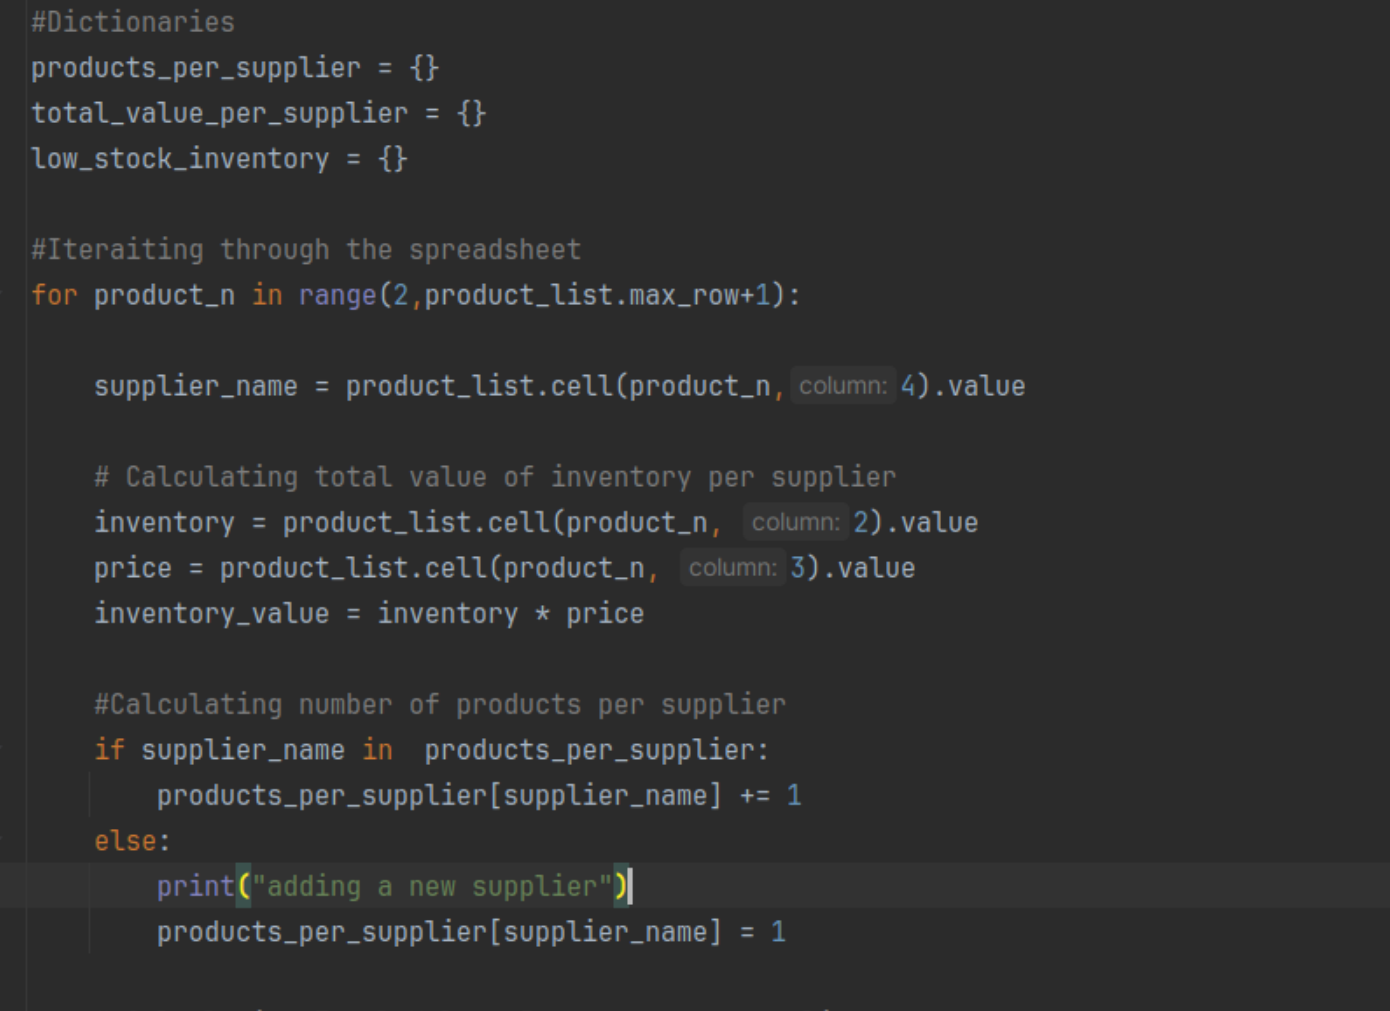 #Dictionaries
products_per_supplier = {}
total_value_per_supplier = {}
low_stock_inventory = {}
#Iteraiting through the spreadsheet
for product_n in range(2,product_list.max_row+1):
supplier_name = product_list.cell(product_n, column: 4).value
# Calculating total value of inventory per supplier
inventory = product_list.cell(product_n, column: 2).value
price = product_list.cell(product_n, column: 3).value
inventory_value = inventory * price
#Calculating number of products per supplier
if supplier_name in  products_per_supplier:
products_per_supplier[supplier_name] += 1
else:
print("adding a new supplier")
products_per_supplier[supplier_name] = 1